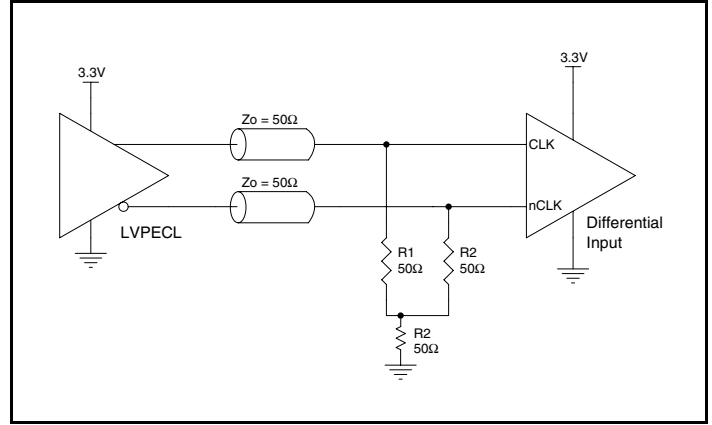 3.3V
3.3V
Zo = 50Ω
CLK
Zo = 50Ω
nCLK
LVPECL
Differential
Input
R1
50Ω
R2
50Ω
R2
50Ω